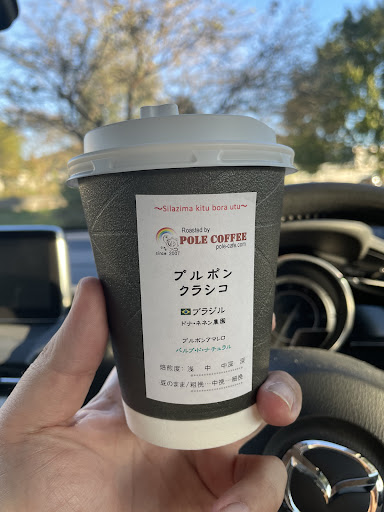 ～Silazima kitu bora utu～
Roasted by
POLE COFFEE
since 2001
pole-cafe.com
ブルボン
クラシコ
ブラジル
ドナ・ネネン農園
ブルボンアマレロ
パルプド・ナチュラル
焙煎度: 浅 中 中深 深
豆のまま/粗挽…中挽…細挽